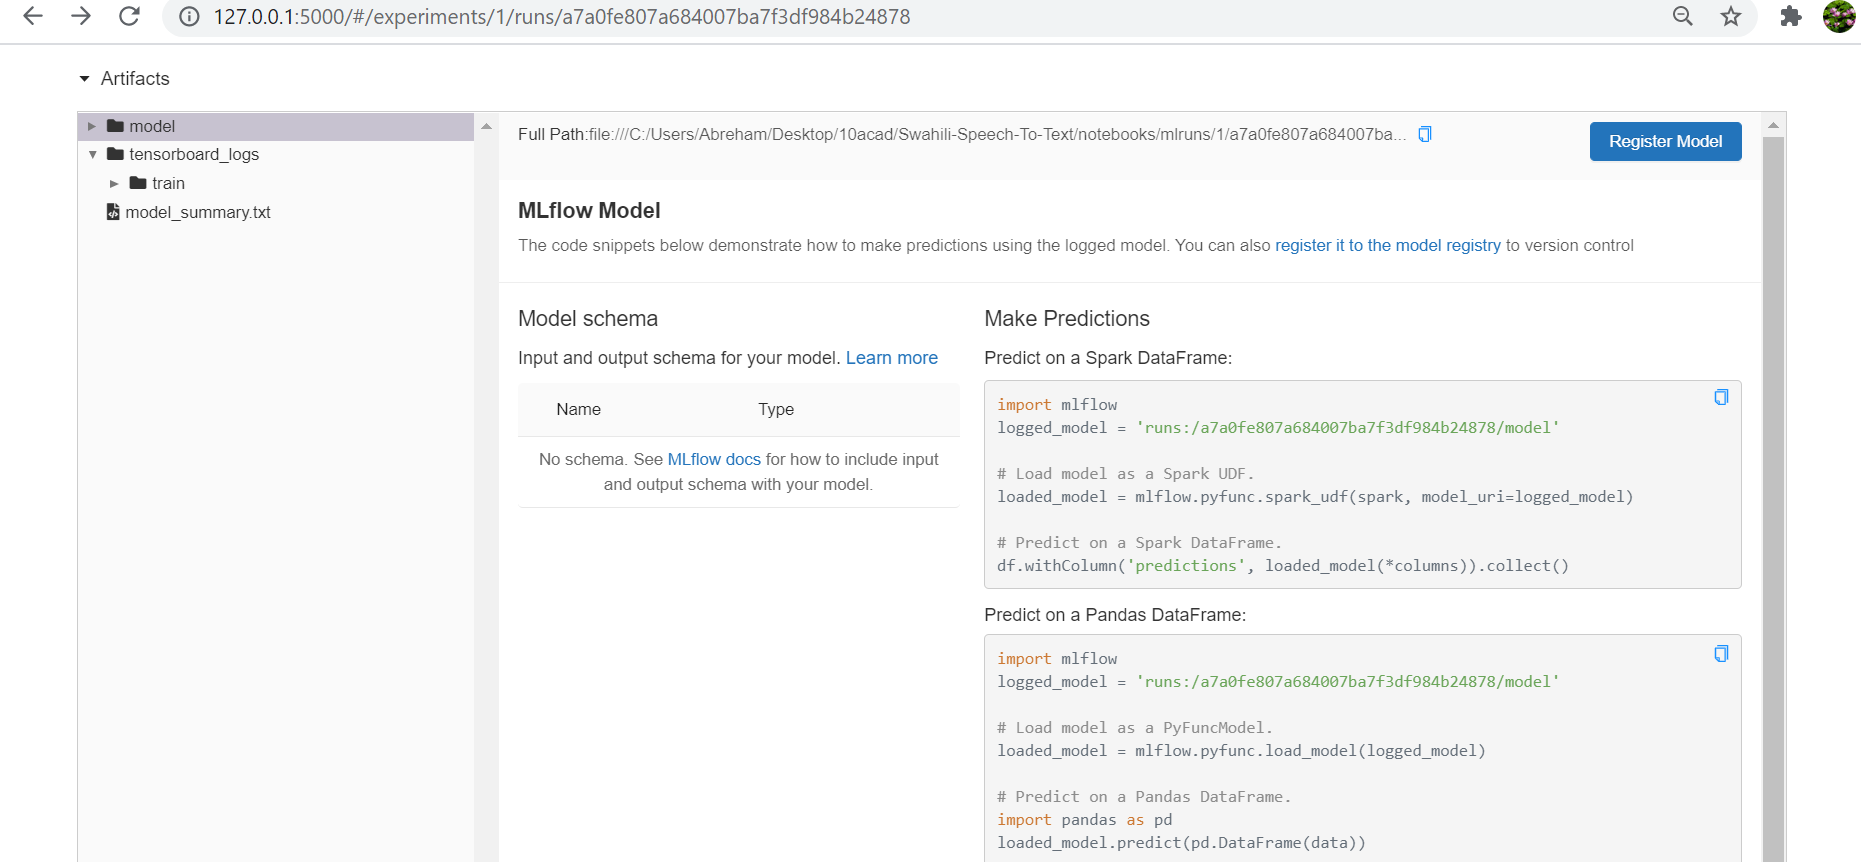 127.0.0.1:5000/#/experiments/1/runs/a7a0fe807a684007ba7f3df984b24878
Artifacts
model
tensorboard_logs
train
model_summary.txt
Full Path:file:///C:/Users/Abreham/Desktop/10acad/Swahili-Speech-To-Text/notebooks/mlruns/1/a7a0fe807a684007ba...
Register Model
MLflow Model
The code snippets below demonstrate how to make predictions using the logged model. You can also register it to the model registry to version control
Model schema
Input and output schema for your model. Learn more
Name Type
No schema. See MLflow docs for how to include input
and output schema with your model.
Make Predictions
Predict on a Spark DataFrame:
import mlflow
logged_model = 'runs:/a7a0fe807a684007ba7f3df984b24878/model'
# Load model as a Spark UDF.
loaded_model = mlflow.pyfunc.spark_udf(spark, model_uri=logged_model)
# Predict on a Spark DataFrame.
df.withColumn('predictions', loaded_model(*columns)).collect()
Predict on a Pandas DataFrame:
import mlflow
logged_model = 'runs:/a7a0fe807a684007ba7f3df984b24878/model'
# Load model as a PyFuncModel.
loaded_model = mlflow.pyfunc.load_model(logged_model)
# Predict on a Pandas DataFrame.
import pandas as pd
loaded_model.predict(pd.DataFrame(data))